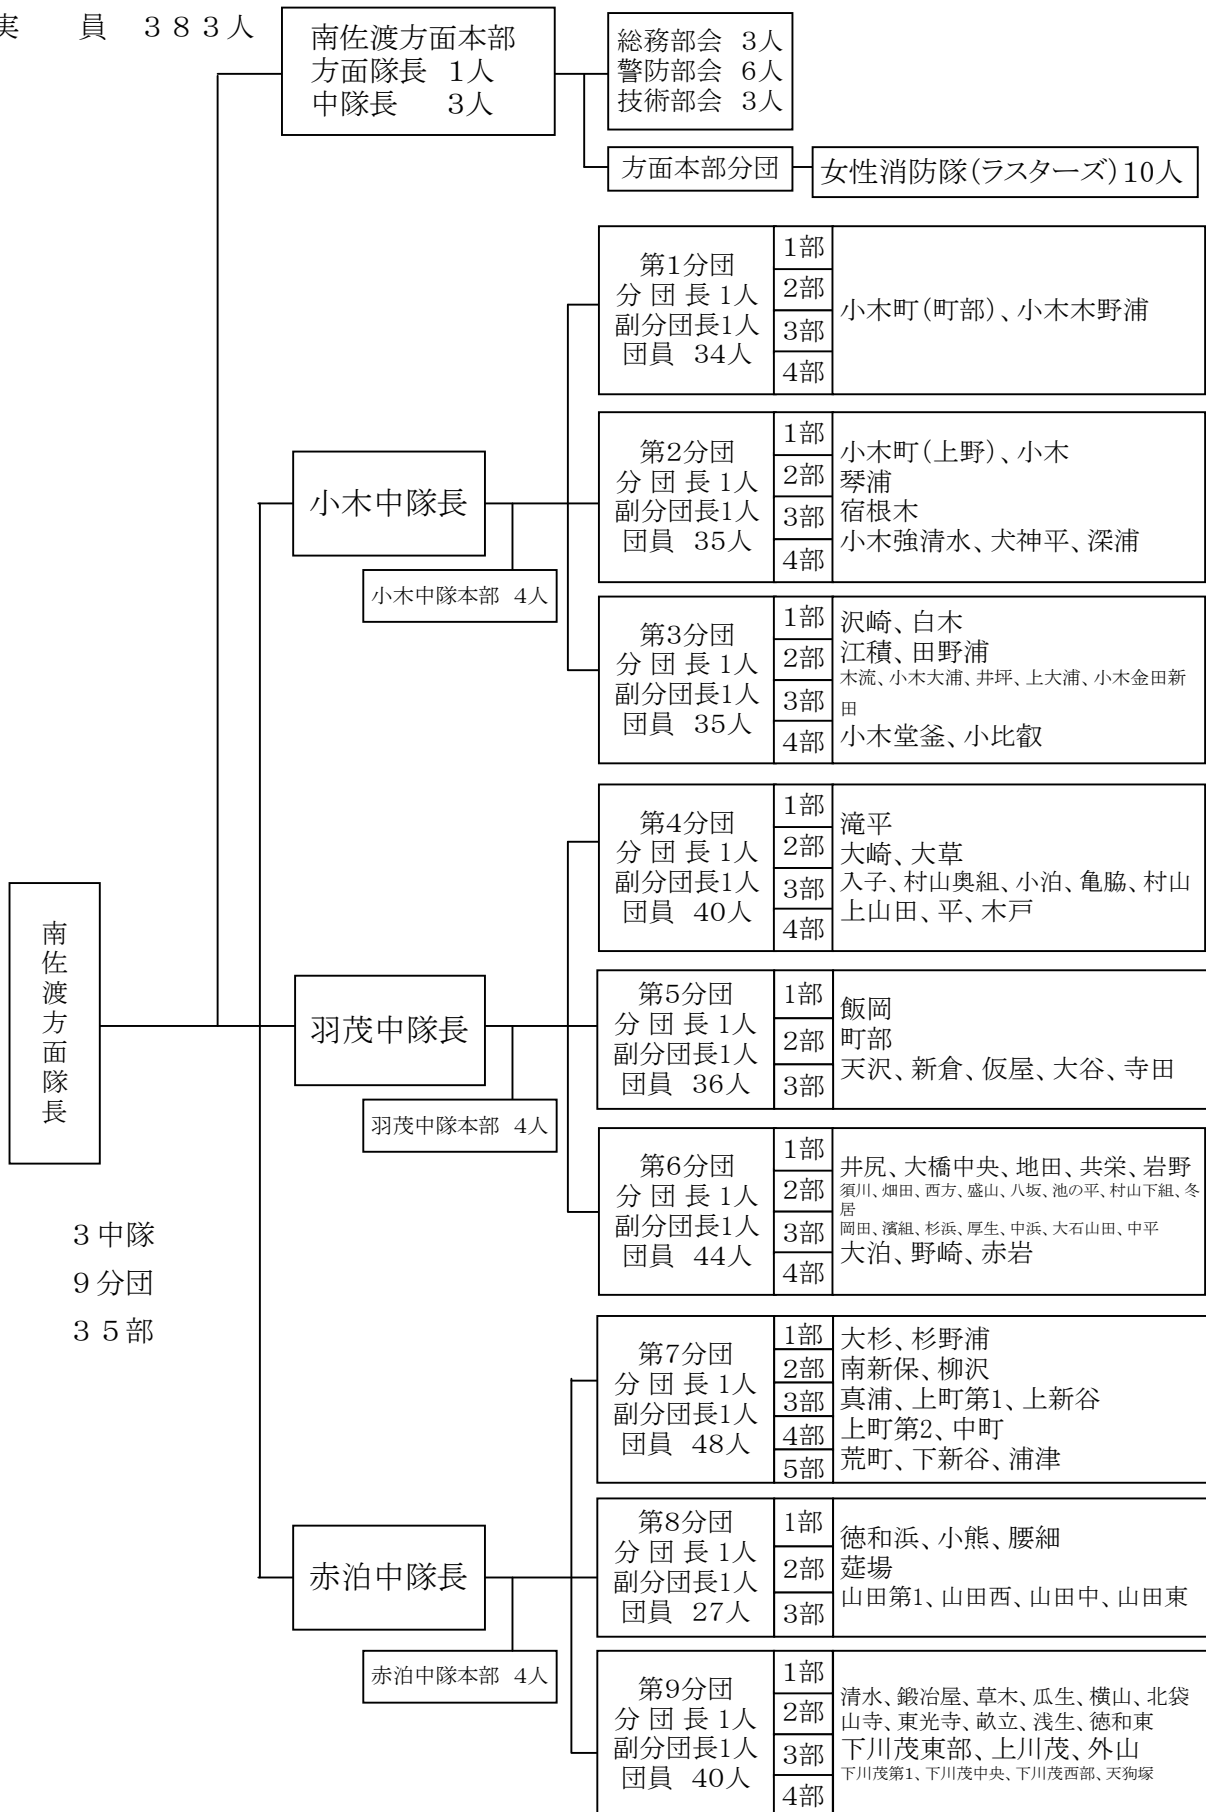 実　員　３８３人
南佐渡方面本部
方面隊長　1人
中隊長　3人
総務部会　3人
警防部会　6人
技術部会　3人
方面本部分団
女性消防隊(ラスターズ)10人
第1分団
分団長1人
副分団長1人
団員　34人
1部
2部
3部
4部
小木町(町部)、小木木野浦
小木中隊長
小木中隊本部　4人
第2分団
分団長1人
副分団長1人
団員　35人
1部
2部
3部
4部
小木町(上野)、小木
琴浦
宿根木
小木強清水、犬神平、深浦
第3分団
分団長1人
副分団長1人
団員　35人
1部
2部
3部
4部
沢崎、白木
江積、田野浦
木流、小木大浦、井坪、上大浦、小木金田新
田
小木堂釜、小比叡
南佐渡方面隊長
第4分団
分団長1人
副分団長1人
団員　40人
1部
2部
3部
4部
滝平
大崎、大草
入子、村山奥組、小泊、亀脇、村山
上山田、平、木戸
羽茂中隊長
羽茂中隊本部　4人
第5分団
分団長1人
副分団長1人
団員　36人
1部
2部
3部
飯岡
町部
天沢、新倉、仮屋、大谷、寺田
第6分団
分団長1人
副分団長1人
団員　44人
1部
2部
3部
4部
井尻、大橋中央、地田、共栄、岩野
須川、畑田、西方、盛山、八坂、池の平、村山下組、冬
居
岡田、濱組、杉浜、厚生、中浜、大石山田、中平
大泊、野崎、赤岩
３中隊
９分団
３５部
第7分団
分団長1人
副分団長1人
団員　48人
1部
2部
3部
4部
5部
大杉、杉野浦
南新保、柳沢
真浦、上町第1、上新谷
上町第2、中町
荒町、下新谷、浦津
赤泊中隊長
赤泊中隊本部　4人
第8分団
分団長1人
副分団長1人
団員　27人
1部
2部
3部
徳和浜、小熊、腰細
莚場
山田第1、山田西、山田中、山田東
第9分団
分団長1人
副分団長1人
団員　40人
1部
2部
3部
4部
清水、鍛冶屋、草木、瓜生、横山、北袋
山寺、東光寺、畝立、浅生、徳和東
下川茂東部、上川茂、外山
下川茂第1、下川茂中央、下川茂西部、天狗塚